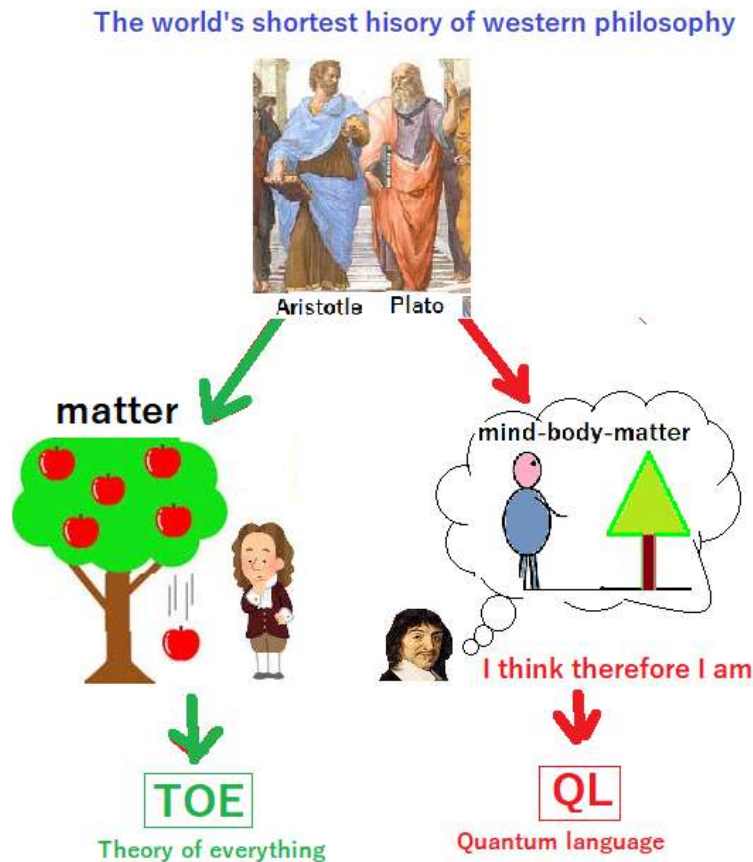 The world's shortest hisory of western philosophy
Aristotle Plato
matter
mind-body-matter
I think therefore I am
TOE
Theory of everything
QL
Quantum language